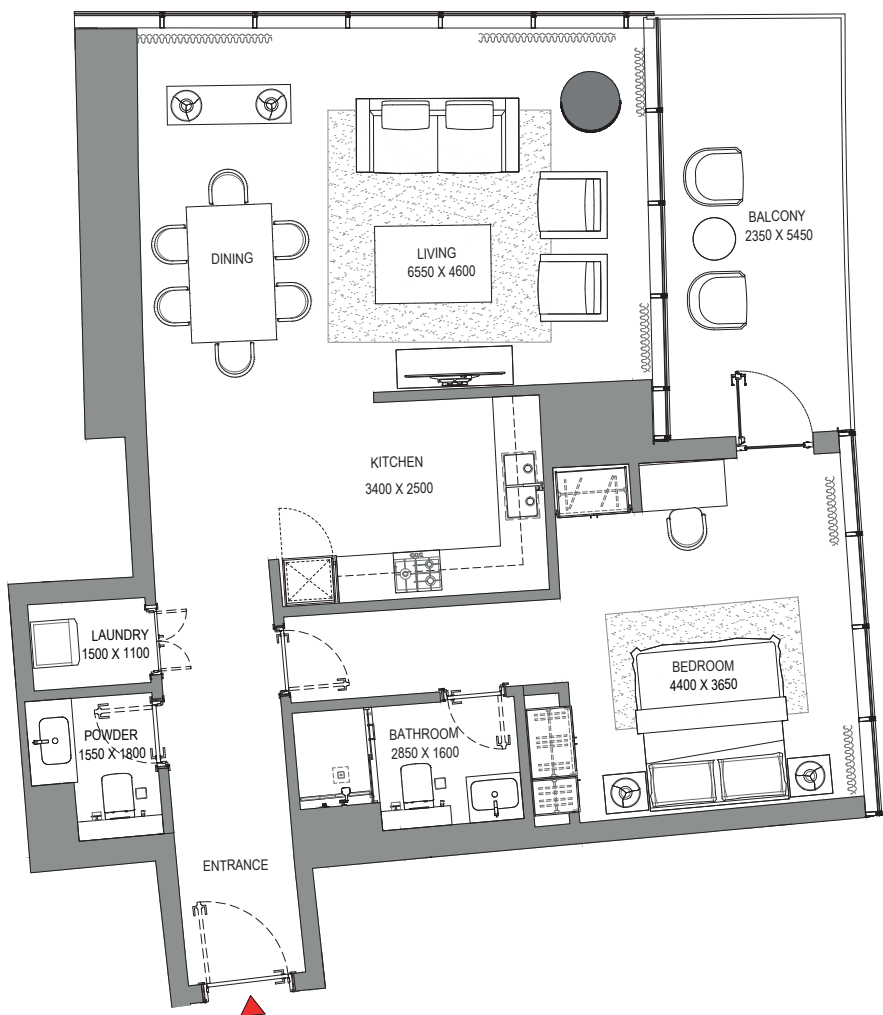 BALCONY
2350 X 5450
DINING
LIVING
6550 X 4600
KITCHEN
3400 X 2500
LAUNDRY
1500 X 1100
BEDROOM
4400 X 3650
POWDER
1550 X 1800
BATHROOM
2850 X 1600
ENTRANCE